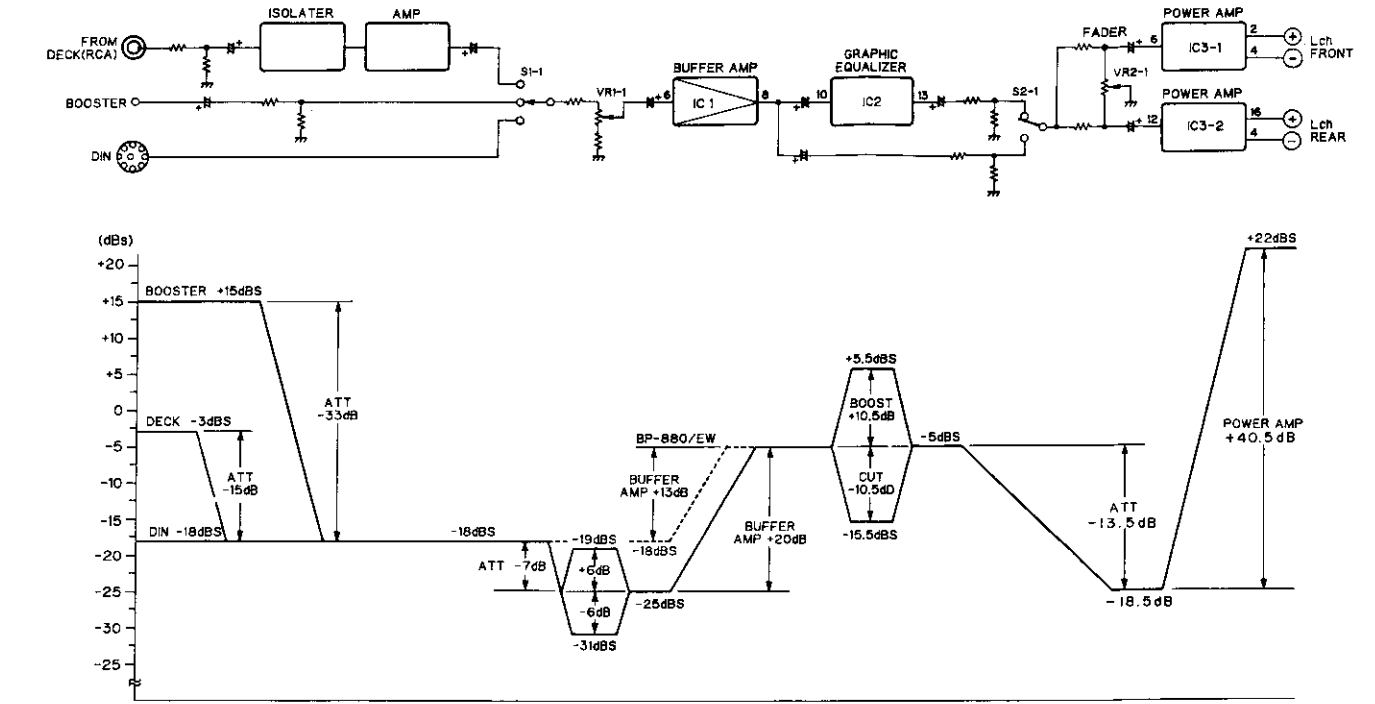 ISOLATER
AMP
FROM
DECK(RCA)
BOOSTER
DIN
S1-1
VR1-1
+
+
+
BUFFER AMP
+6
IC 1
8
GRAPHIC
EQUALIZER
10
IC2
13
+
+
+
S2-1
FADER
VR2-1
POWER AMP
+ 6
IC3-1
2
4
+
−
Lch
FRONT
POWER AMP
+ 12
IC3-2
16
4
+
−
Lch
REAR
(dBs)
+20
+15
+10
+5
0
-5
-10
-15
-20
-25
-30
-25
BOOSTER +15dBS
ATT
-33dB
DECK -3dBS
ATT
-15dB
DIN -18dBS
-18dBS
ATT -7dB
-19dBS
+6dB
-6dB
-31dBS
-18dBS
-25dBS
BP-880/EW
BUFFER
AMP +13dB
BUFFER
AMP +20dB
+5.5dBS
BOOST
+10.5dB
CUT
-10.5dD
-15.5dBS
-5dBS
ATT
-13.5dB
-18.5dB
+22dBS
POWER AMP
+40.5dB